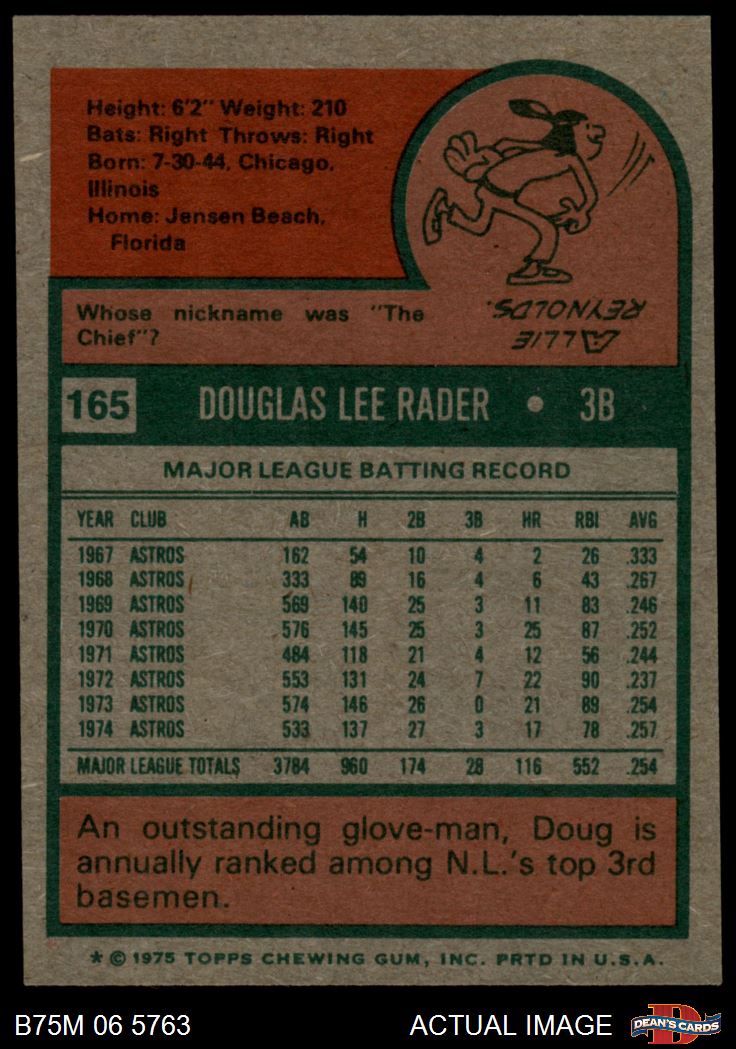 Height: 6'2" Weight: 210
Bats: Right Throws: Right
Born: 7-30-44, Chicago,
Illinois
Home: Jensen Beach,
Florida
Whose nickname was "The
Chief"?
ALLIE
REYNOLDS.
165 DOUGLAS LEE RADER • 3B
MAJOR LEAGUE BATTING RECORD
YEAR CLUB AB H 2B 3B HR RBI AVG
1967 ASTROS 162 54 10 4 2 26 .333
1968 ASTROS 333 89 16 4 6 43 .267
1969 ASTROS 569 140 25 3 11 83 .246
1970 ASTROS 576 145 25 3 25 87 .252
1971 ASTROS 484 118 21 4 12 56 .244
1972 ASTROS 553 131 24 7 22 90 .237
1973 ASTROS 574 146 26 0 21 89 .254
1974 ASTROS 533 137 27 3 17 78 .257
MAJOR LEAGUE TOTALS 3784 960 174 28 116 552 .254
An outstanding glove-man, Doug is
annually ranked among N.L.'s top 3rd
basemen.
* © 1975 TOPPS CHEWING GUM, INC. PRTD IN U.S.A.
B75M 06 5763 ACTUAL IMAGE
D
DEAN'S CARDS